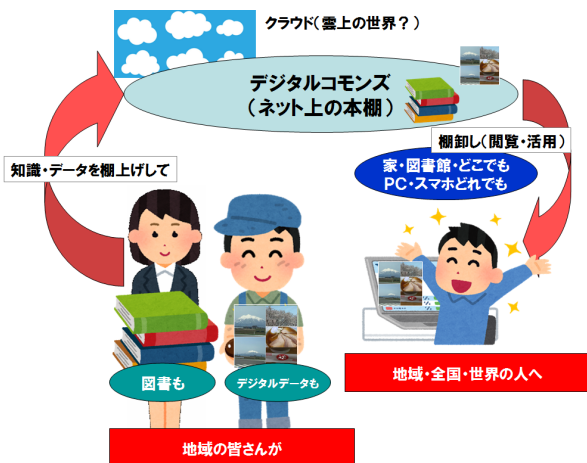 クラウド(雲上の世界?)
デジタルコモンズ
(ネット上の本棚)
棚卸し(閲覧・活用)
知識・データを棚上げして
家・図書館・どこでも
PC・スマホどれでも
図書も
デジタルデータも
地域・全国・世界の人へ
地域の皆さんが